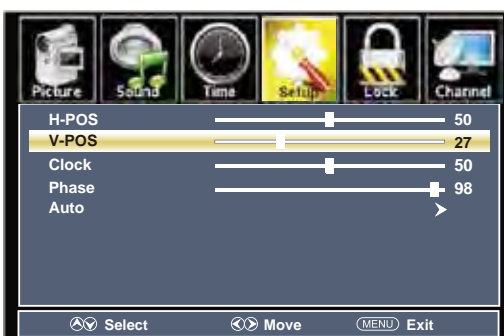 Picture Sound Time Setup Lock Channel
H-POS 50
V-POS 27
Clock 50
Phase 98
Auto
Select Move MENU Exit